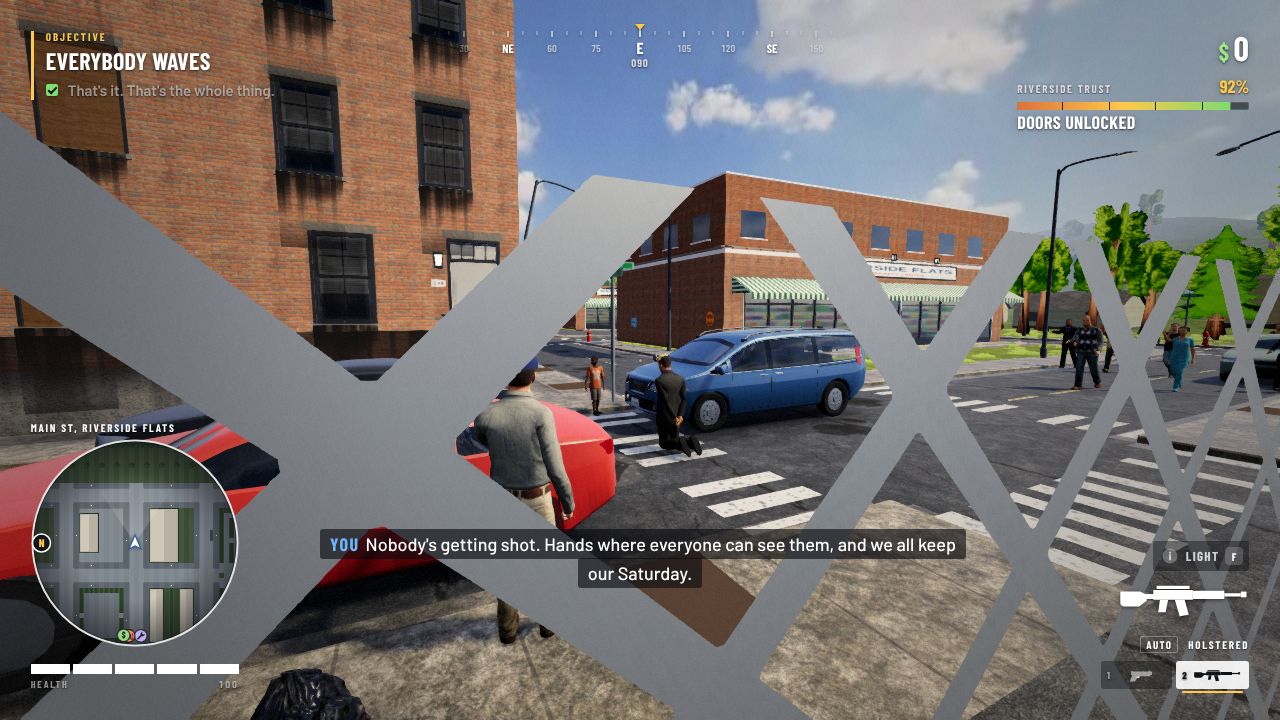 OBJECTIVE
EVERYBODY WAVES
That's it. That's the whole thing.
30 NE 60 75 E 105 120 SE 150
090
$ 0
RIVERSIDE TRUST 92%
DOORS UNLOCKED
SIDE FLATS
MAIN ST, RIVERSIDE FLATS
N
$
HEALTH 100
YOU Nobody's getting shot. Hands where everyone can see them, and we all keep
our Saturday.
LIGHT F
AUTO HOLSTERED
1 2